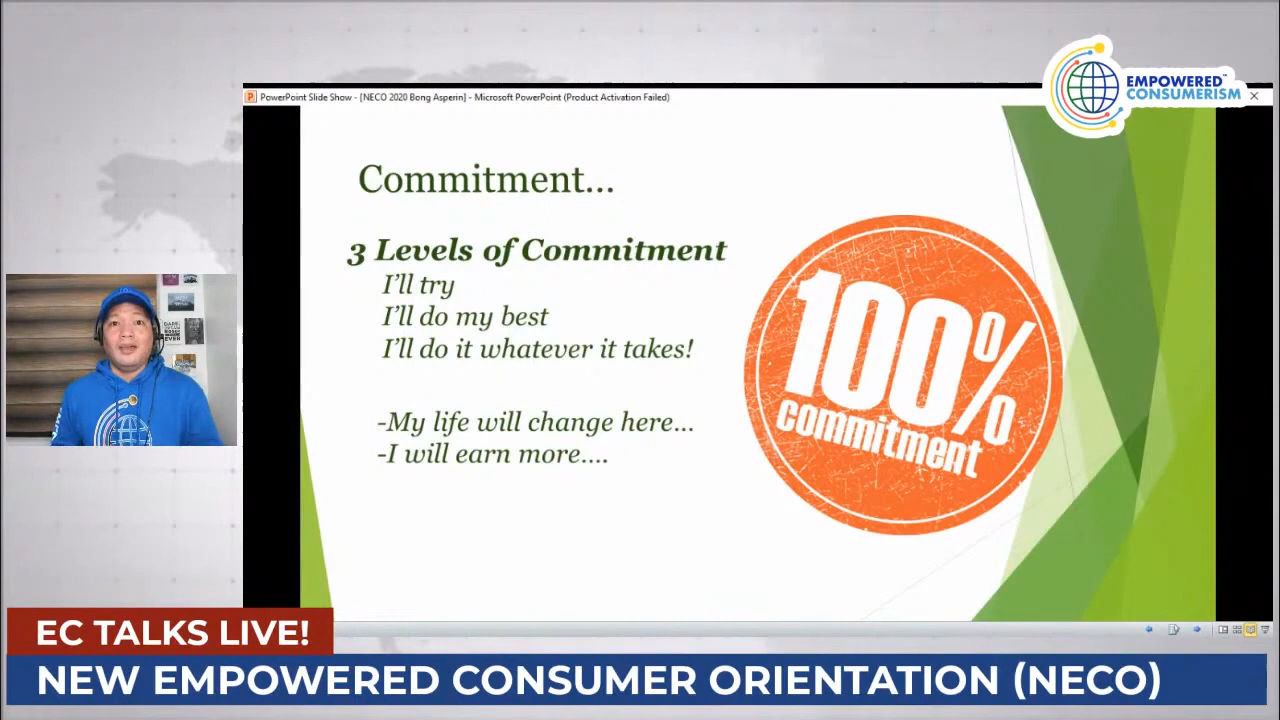 EMPOWERED™
CONSUMERISM
PowerPoint Slide Show - [NECO 2020 Bong Asperin] - Microsoft PowerPoint (Product Activation Failed)
Commitment...
3 Levels of Commitment
I'll try
I'll do my best
I'll do it whatever it takes!
-My life will change here...
-I will earn more....
100%
commitment
EC TALKS LIVE!
NEW EMPOWERED CONSUMER ORIENTATION (NECO)